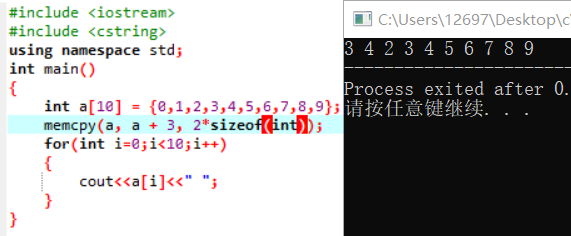 #include <iostream>
#include <cstring>
using namespace std;
int main()
{
    int a[10] = {0,1,2,3,4,5,6,7,8,9};
    memcpy(a, a + 3, 2*sizeof(int));
    for(int i=0;i<10;i++)
    {
        cout<<a[i]<<" ";
    }
}
C:\Users\12697\Desktop\c
3 4 2 3 4 5 6 7 8 9
--------------------------------
Process exited after 0.
请按任意键继续. . .